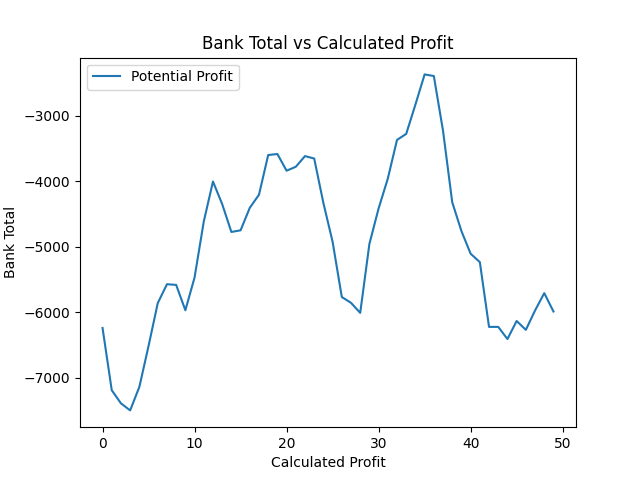 Bank Total vs Calculated Profit
Potential Profit
−3000
−4000
−5000
−6000
−7000
Bank Total
0 10 20 30 40 50
Calculated Profit